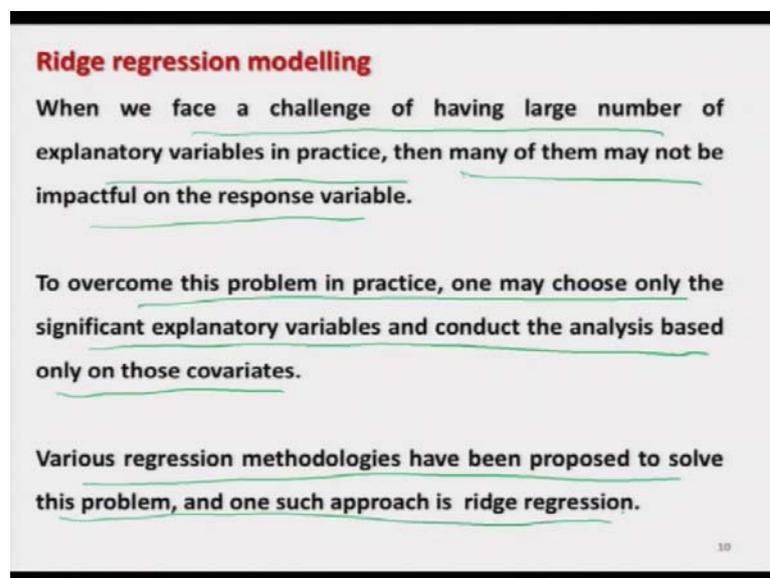 Ridge regression modelling
When we face a challenge of having large number of
explanatory variables in practice, then many of them may not be
impactful on the response variable.
To overcome this problem in practice, one may choose only the
significant explanatory variables and conduct the analysis based
only on those covariates.
Various regression methodologies have been proposed to solve
this problem, and one such approach is ridge regression.
10